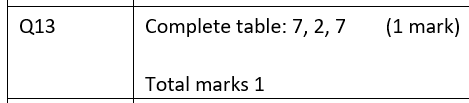 Q13 Complete table: 7, 2, 7 (1 mark)
Total marks 1